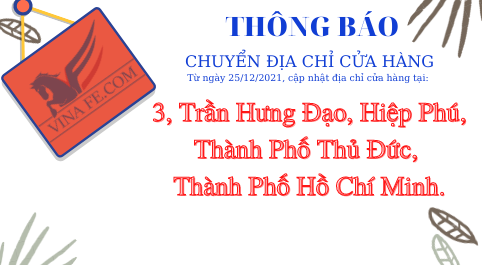 THÔNG BÁO
CHUYỂN ĐỊA CHỈ CỬA HÀNG
Từ ngày 25/12/2021, cập nhật địa chỉ cửa hàng tại:
VINA FE.COM
3, Trần Hưng Đạo, Hiệp Phú,
Thành Phố Thủ Đức,
Thành Phố Hồ Chí Minh.